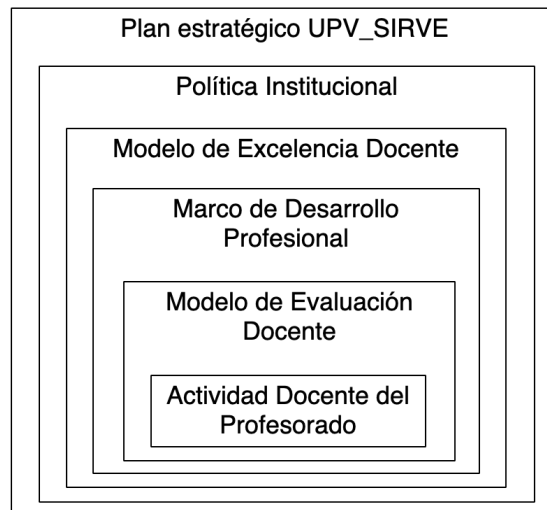 Plan estratégico UPV_SIRVE
Política Institucional
Modelo de Excelencia Docente
Marco de Desarrollo
Profesional
Modelo de Evaluación
Docente
Actividad Docente del
Profesorado